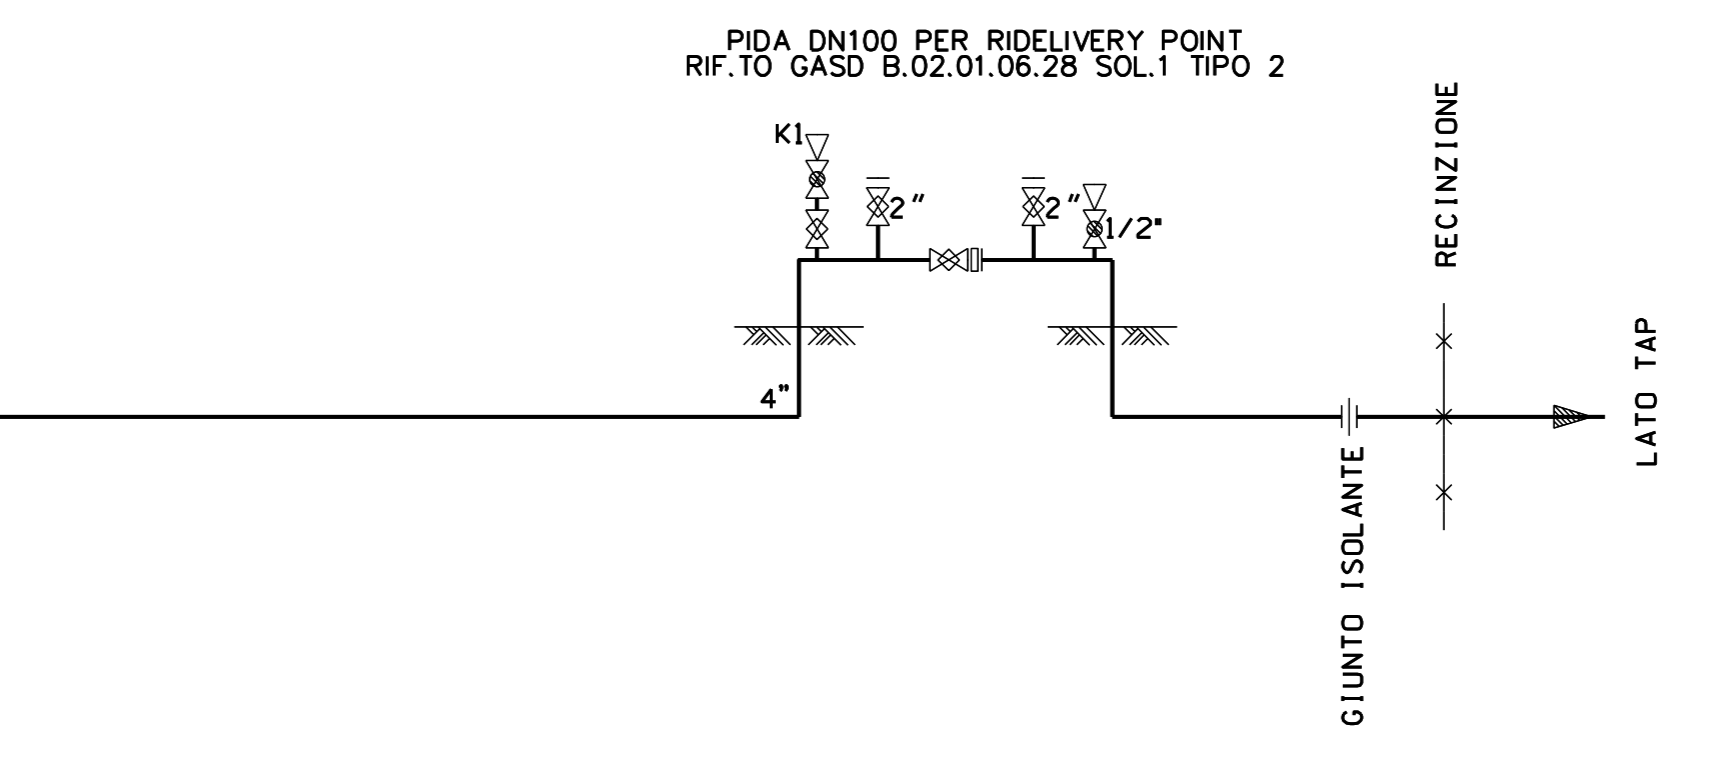 PIDA DN100 PER RIDELIVERY POINT
RIF.TO GASD B.02.01.06.28 SOL.1 TIPO 2
K1
2"
2"
1/2"
4"
RECINZIONE
LATO TAP
GIUNTO ISOLANTE